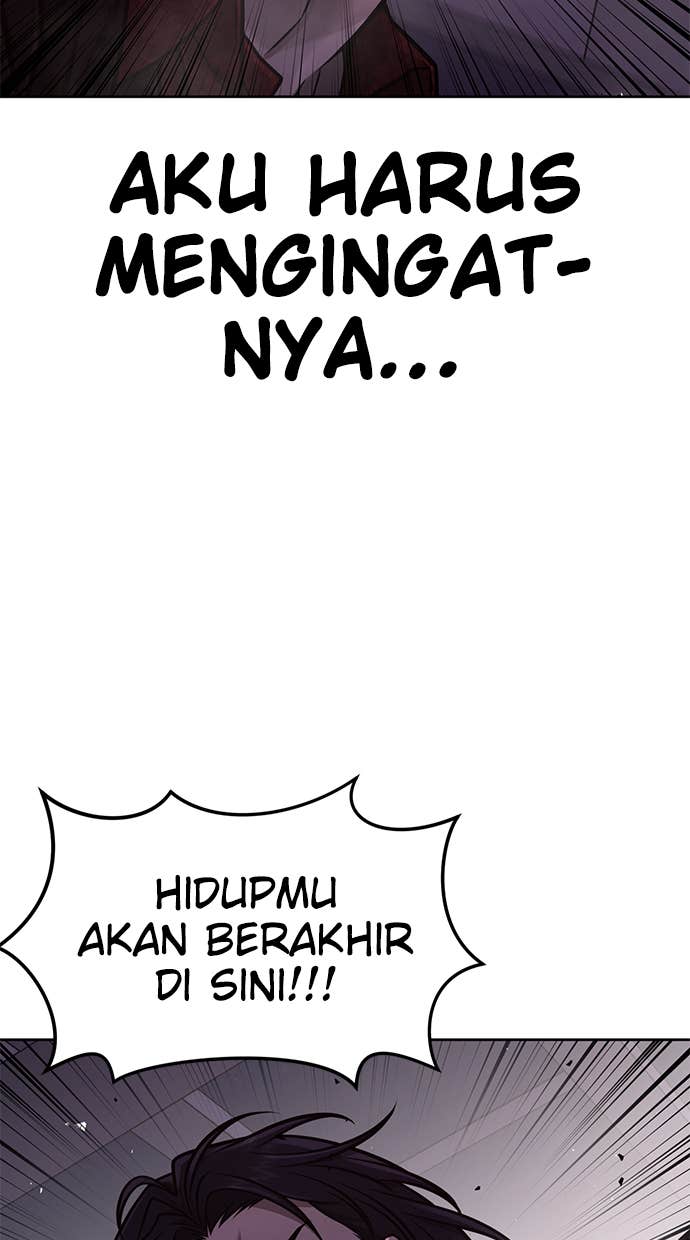 AKU HARUS
MENGINGAT-
NYA...
HIDUPMU
AKAN BERAKHIR
DI SINI!!!